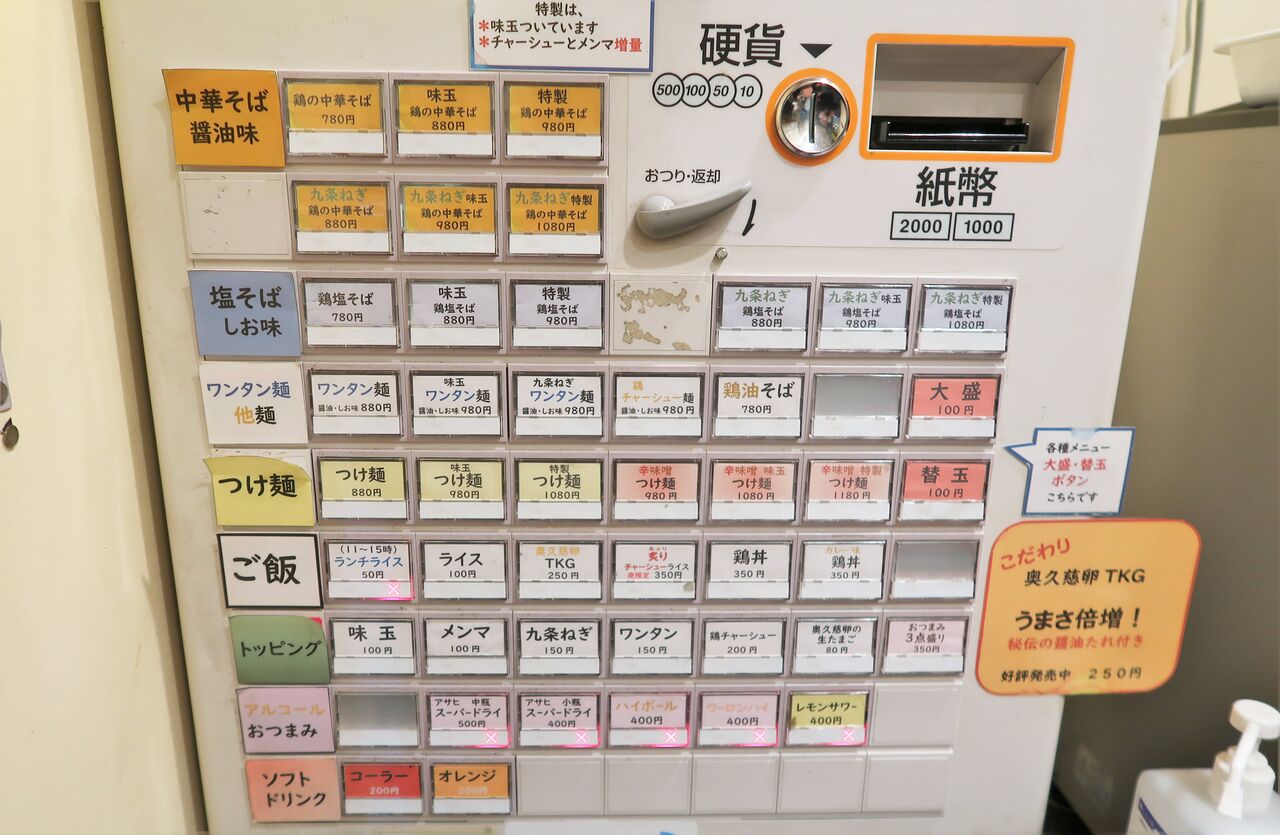 特製は、
*味玉ついています
*チャーシューとメンマ増量
硬貨
500 100 50 10
おつり・返却
紙幣
2000 1000
中華そば
醤油味
鶏の中華そば
780円
味玉
鶏の中華そば
880円
特製
鶏の中華そば
980円
九条ねぎ
鶏の中華そば
880円
九条ねぎ味玉
鶏の中華そば
980円
九条ねぎ特製
鶏の中華そば
1080円
塩そば
しお味
鶏塩そば
780円
味玉
鶏塩そば
880円
特製
鶏塩そば
980円
九条ねぎ
鶏塩そば
880円
九条ねぎ味玉
鶏塩そば
980円
九条ねぎ特製
鶏塩そば
1080円
ワンタン麺
他麺
ワンタン麺
醤油・しお味 880円
味玉
ワンタン麺
醤油・しお味 980円
九条ねぎ
ワンタン麺
醤油・しお味 980円
鶏
チャーシュー麺
醤油・しお味 980円
鶏油そば
780円
大盛
100円
つけ麺
つけ麺
880円
味玉
つけ麺
980円
特製
つけ麺
1080円
辛味噌
つけ麺
980円
辛味噌 味玉
つけ麺
1080円
辛味噌 特製
つけ麺
1180円
替玉
100円
各種メニュー
大盛・替玉
ボタン
こちらです
ご飯
(11~15時)
ランチライス
50円
ライス
100円
奥久慈卵
TKG
250円
あぶり
炙り
チャーシューライス
夜限定 350円
鶏丼
350円
カレー味
鶏丼
350円
こだわり
奥久慈卵 TKG
うまさ倍増!
秘伝の醤油たれ付き
好評発売中 250円
トッピング
味玉
100円
メンマ
100円
九条ねぎ
150円
ワンタン
150円
鶏チャーシュー
200円
奥久慈卵の
生たまご
80円
おつまみ
3点盛り
350円
アルコール
おつまみ
アサヒ 中瓶
スーパードライ
500円
アサヒ 小瓶
スーパードライ
400円
ハイボール
400円
ウーロンハイ
400円
レモンサワー
400円
ソフト
ドリンク
コーラー
200円
オレンジ
200円